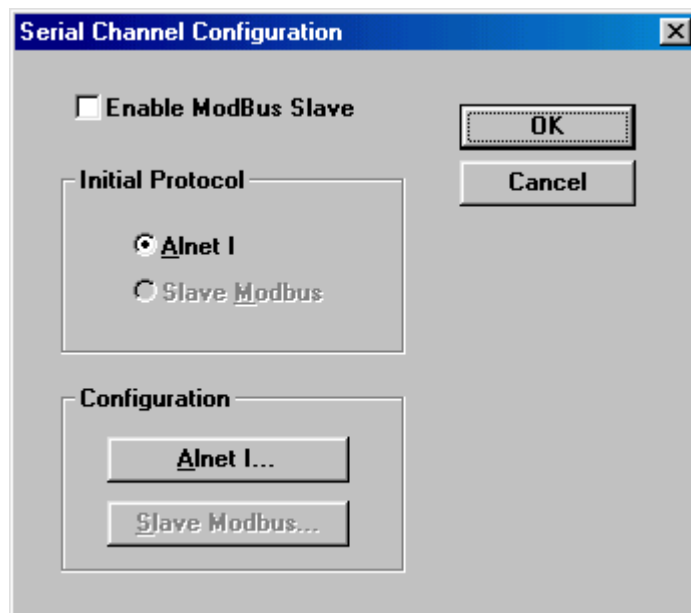 Serial Channel Configuration
Enable ModBus Slave
OK
Cancel
Initial Protocol
Alnet I
Slave Modbus
Configuration
Alnet I...
Slave Modbus...